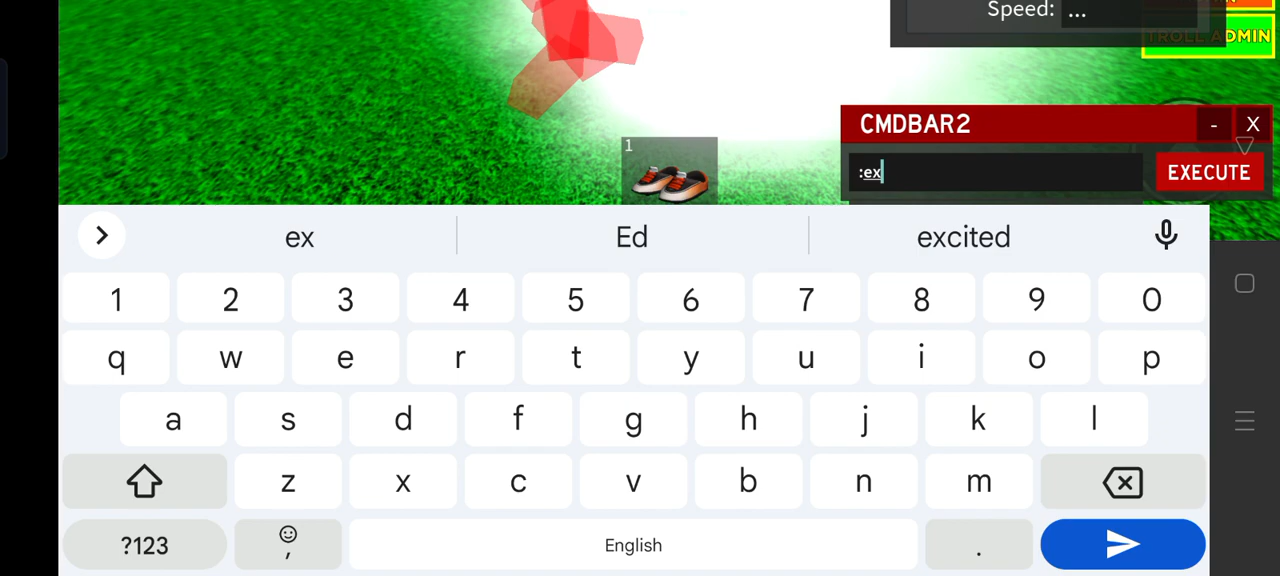 Speed: ...
TROLL ADMIN
CMDBAR2
- X
1
:ex
EXECUTE
ex Ed excited
1 2 3 4 5 6 7 8 9 0
q w e r t y u i o p
a s d f g h j k l
z x c v b n m
?123 , English .